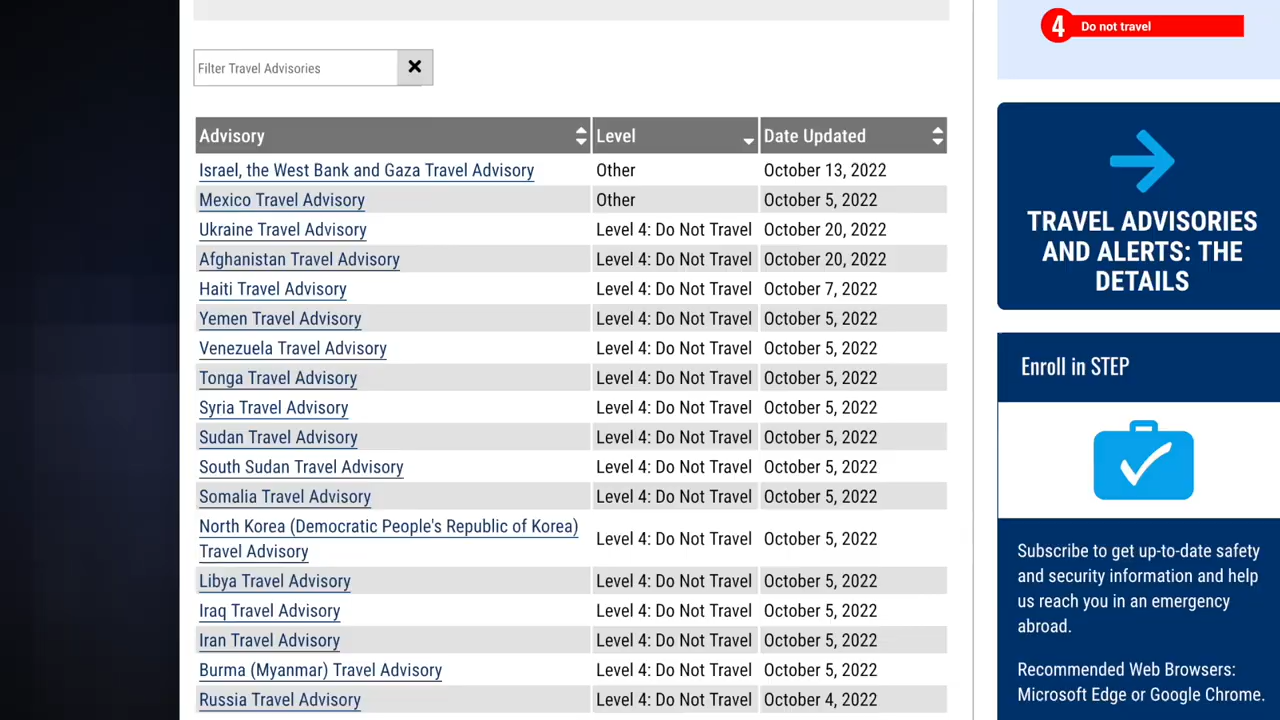 4 Do not travel
Filter Travel Advisories
Advisory Level Date Updated
Israel, the West Bank and Gaza Travel Advisory Other October 13, 2022
Mexico Travel Advisory Other October 5, 2022
Ukraine Travel Advisory Level 4: Do Not Travel October 20, 2022
Afghanistan Travel Advisory Level 4: Do Not Travel October 20, 2022
Haiti Travel Advisory Level 4: Do Not Travel October 7, 2022
Yemen Travel Advisory Level 4: Do Not Travel October 5, 2022
Venezuela Travel Advisory Level 4: Do Not Travel October 5, 2022
Tonga Travel Advisory Level 4: Do Not Travel October 5, 2022
Syria Travel Advisory Level 4: Do Not Travel October 5, 2022
Sudan Travel Advisory Level 4: Do Not Travel October 5, 2022
South Sudan Travel Advisory Level 4: Do Not Travel October 5, 2022
Somalia Travel Advisory Level 4: Do Not Travel October 5, 2022
North Korea (Democratic People's Republic of Korea)
Travel Advisory Level 4: Do Not Travel October 5, 2022
Libya Travel Advisory Level 4: Do Not Travel October 5, 2022
Iraq Travel Advisory Level 4: Do Not Travel October 5, 2022
Iran Travel Advisory Level 4: Do Not Travel October 5, 2022
Burma (Myanmar) Travel Advisory Level 4: Do Not Travel October 5, 2022
Russia Travel Advisory Level 4: Do Not Travel October 4, 2022
TRAVEL ADVISORIES
AND ALERTS: THE
DETAILS
Enroll in STEP
Subscribe to get up-to-date safety
and security information and help
us reach you in an emergency
abroad.
Recommended Web Browsers:
Microsoft Edge or Google Chrome.